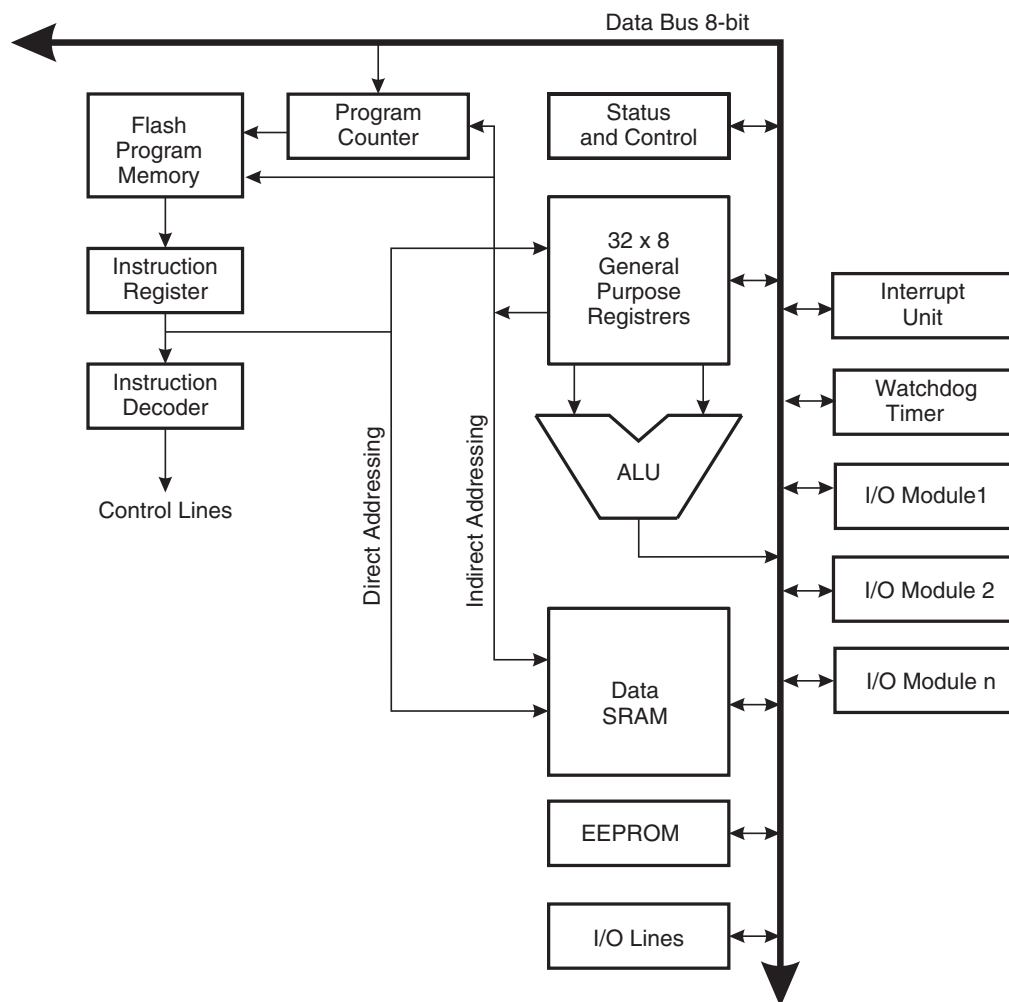 Data Bus 8-bit
Flash
Program
Memory
Program
Counter
Status
and Control
32 x 8
General
Purpose
Registrers
Instruction
Register
Interrupt
Unit
Instruction
Decoder
Watchdog
Timer
Direct Addressing
Indirect Addressing
ALU
I/O Module1
Control Lines
I/O Module 2
Data
SRAM
I/O Module n
EEPROM
I/O Lines